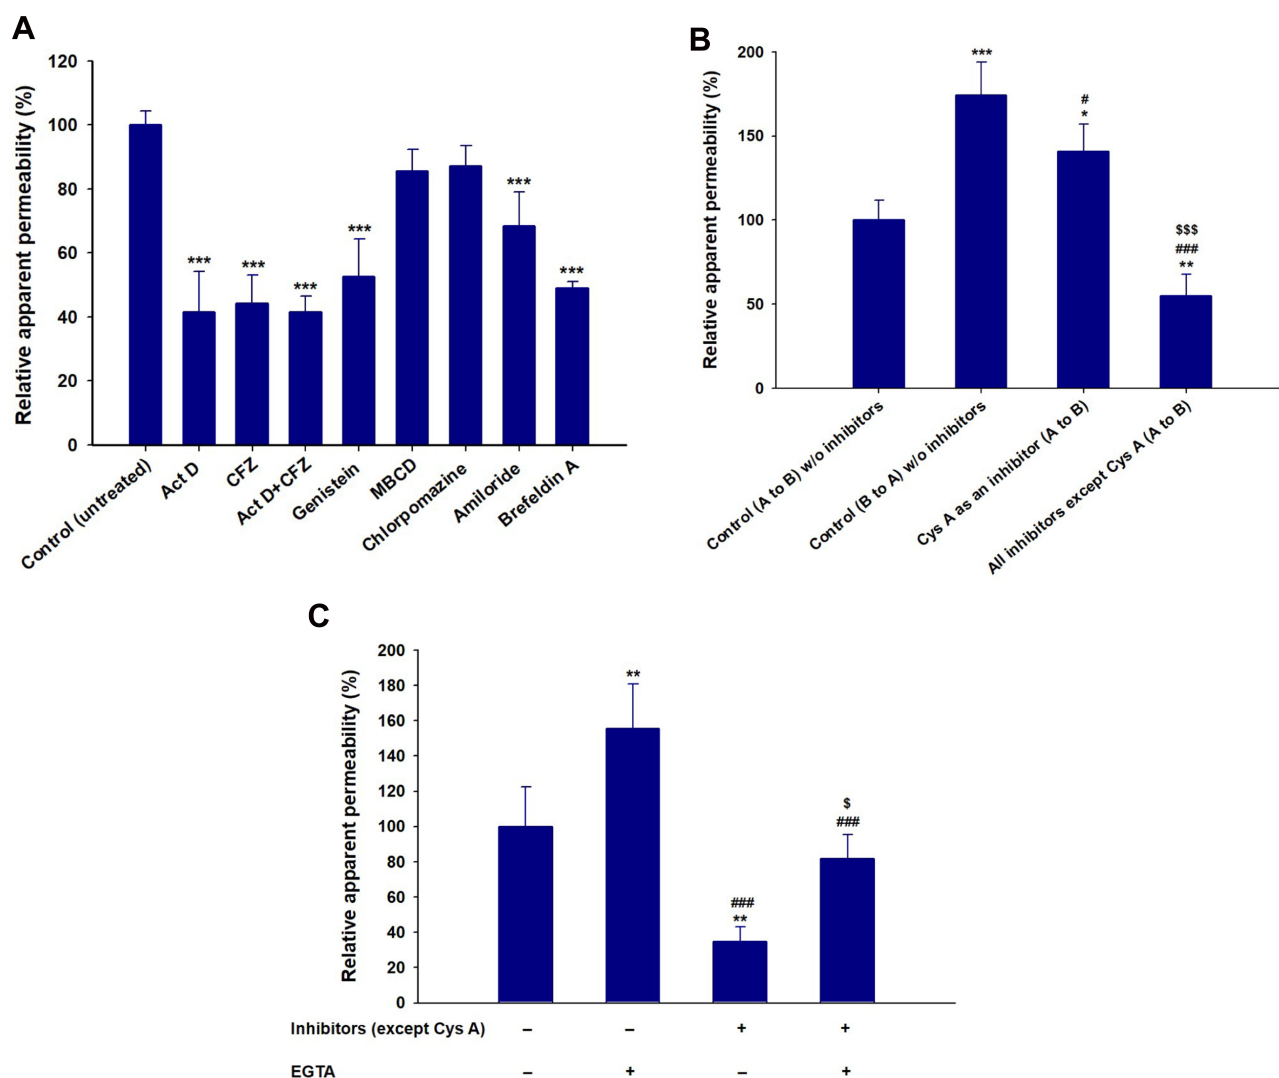 A
Relative apparent permeability (%)
120
100
80
60
40
20
0
***
***
***
***
***
***
Control (untreated)
Act D
CFZ
Act D+CFZ
Genistein
MBCD
Chlorpomazine
Amiloride
Brefeldin A
B
Relative apparent permeability (%)
200
150
100
50
0
***
#
*
$$$
###
**
Control (A to B) w/o inhibitors
Control (B to A) w/o inhibitors
Cys A as an inhibitor (A to B)
All inhibitors except Cys A (A to B)
C
Relative apparent permeability (%)
200
180
160
140
120
100
80
60
40
20
0
**
###
**
$
###
Inhibitors (except Cys A) – – + +
EGTA – + – +